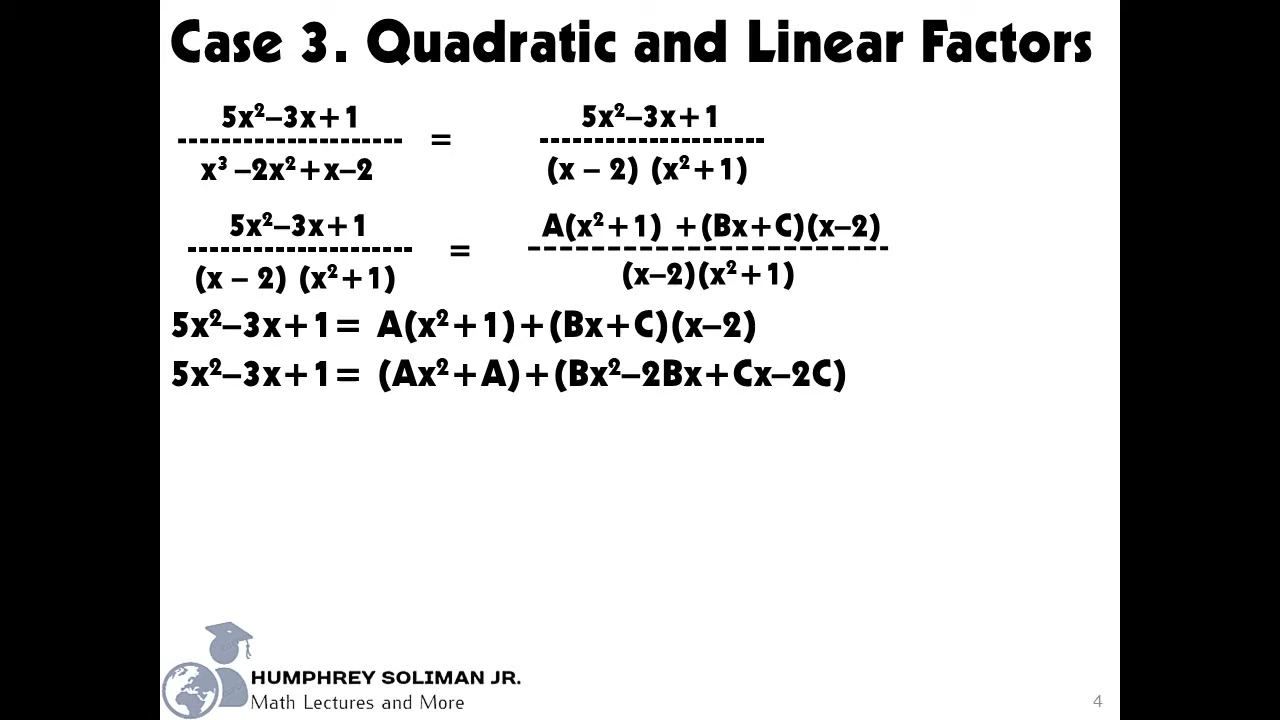 Case 3. Quadratic and Linear Factors
5x²–3x+1 5x²–3x+1
-------------------- = --------------------
x³ –2x²+x–2 (x – 2) (x²+1)
5x²–3x+1 A(x²+1) +(Bx+C)(x–2)
-------------------- = -----------------------
(x – 2) (x²+1) (x–2)(x²+1)
5x²–3x+1= A(x²+1)+(Bx+C)(x–2)
5x²–3x+1= (Ax²+A)+(Bx²–2Bx+Cx–2C)
HUMPHREY SOLIMAN JR.
Math Lectures and More
4